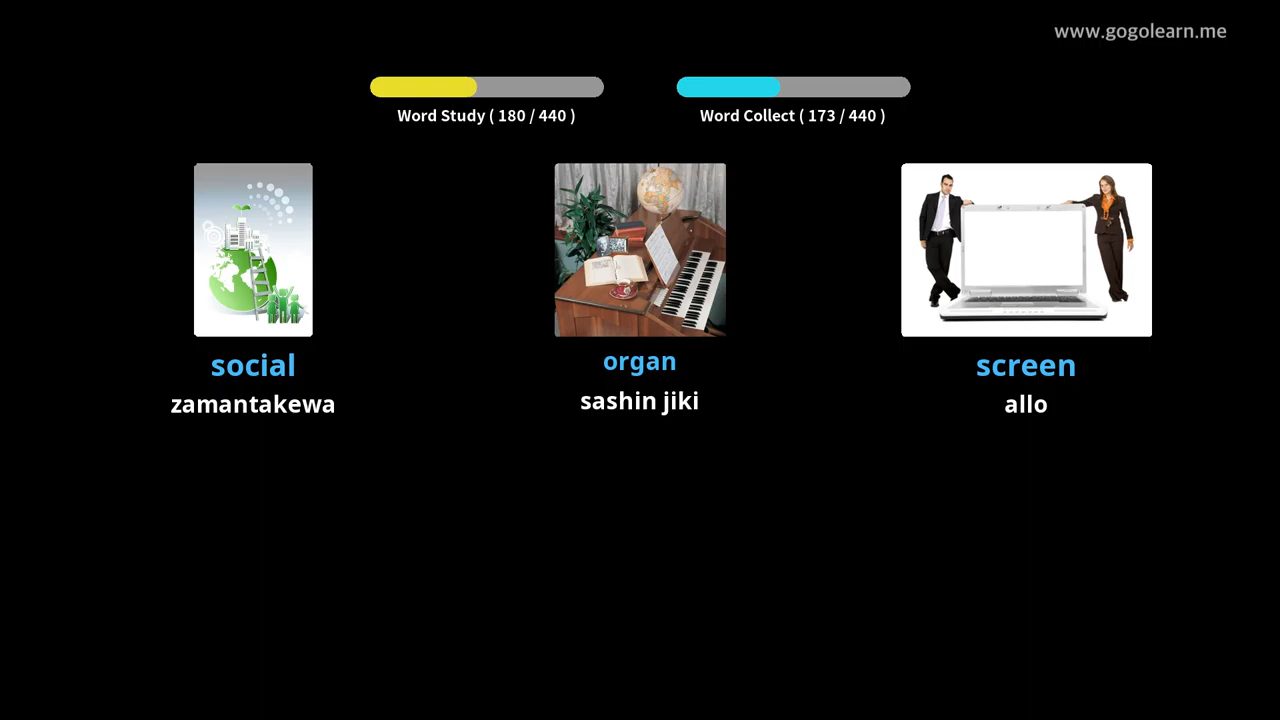 www.gogolearn.me
Word Study ( 180 / 440 )
Word Collect ( 173 / 440 )
social
zamantakewa
organ
sashin jiki
screen
allo